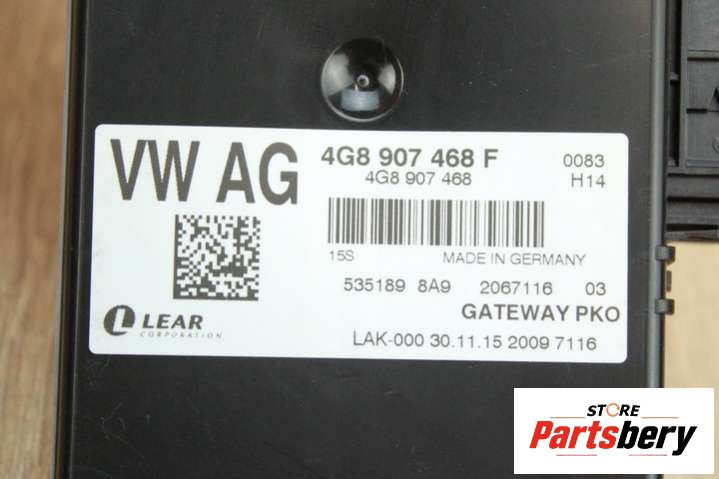 VW AG
4G8 907 468 F 0083
4G8 907 468 H14
15S MADE IN GERMANY
535189 8A9 2067116 03
GATEWAY PKO
LEAR
CORPORATION
LAK-000 30.11.15 2009 7116
STORE
Partsbery